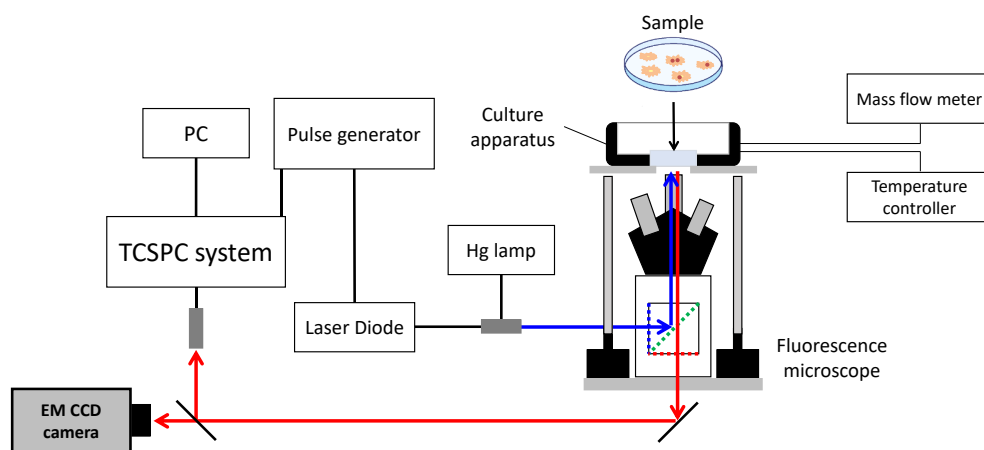 Sample
Mass flow meter
Culture
apparatus
PC
Pulse generator
Temperature
controller
TCSPC system
Hg lamp
Laser Diode
Fluorescence
microscope
EM CCD
camera